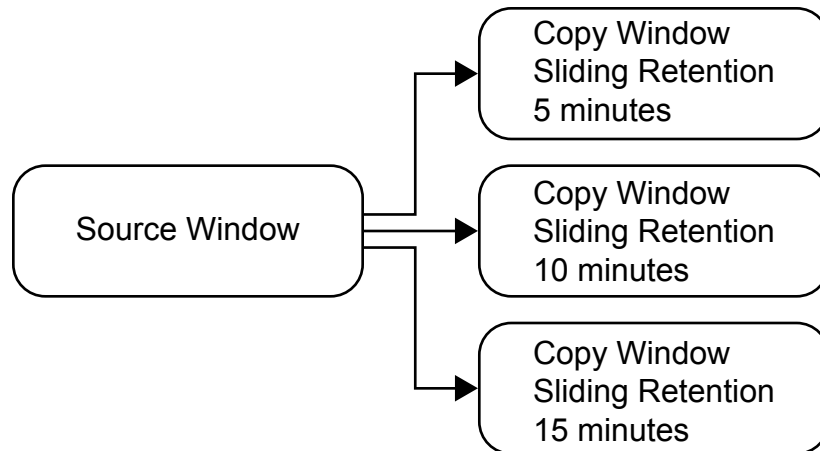 Source Window
Copy Window
Sliding Retention
5 minutes
Copy Window
Sliding Retention
10 minutes
Copy Window
Sliding Retention
15 minutes